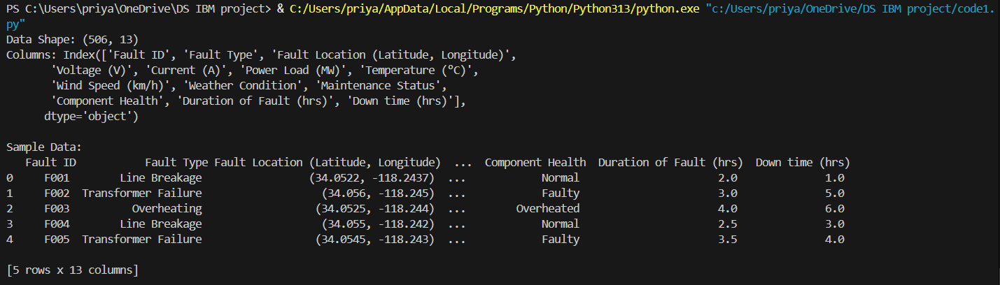 PS C:\Users\priya\OneDrive\DS IBM project> & C:/Users/priya/AppData/Local/Programs/Python/Python313/python.exe "c:/Users/priya/OneDrive/DS IBM project/code1.
py"
Data Shape: (506, 13)
Columns: Index(['Fault ID', 'Fault Type', 'Fault Location (Latitude, Longitude)',
       'Voltage (V)', 'Current (A)', 'Power Load (MW)', 'Temperature (°C)',
       'Wind Speed (km/h)', 'Weather Condition', 'Maintenance Status',
       'Component Health', 'Duration of Fault (hrs)', 'Down time (hrs)'],
      dtype='object')

Sample Data:
   Fault ID           Fault Type Fault Location (Latitude, Longitude)  ...  Component Health  Duration of Fault (hrs)  Down time (hrs)
0      F001        Line Breakage                  (34.0522, -118.2437)  ...            Normal                      2.0              1.0
1      F002  Transformer Failure                    (34.056, -118.245)  ...            Faulty                      3.0              5.0
2      F003          Overheating                   (34.0525, -118.244)  ...        Overheated                      4.0              6.0
3      F004        Line Breakage                    (34.055, -118.242)  ...            Normal                      2.5              3.0
4      F005  Transformer Failure                   (34.0545, -118.243)  ...            Faulty                      3.5              4.0

[5 rows x 13 columns]